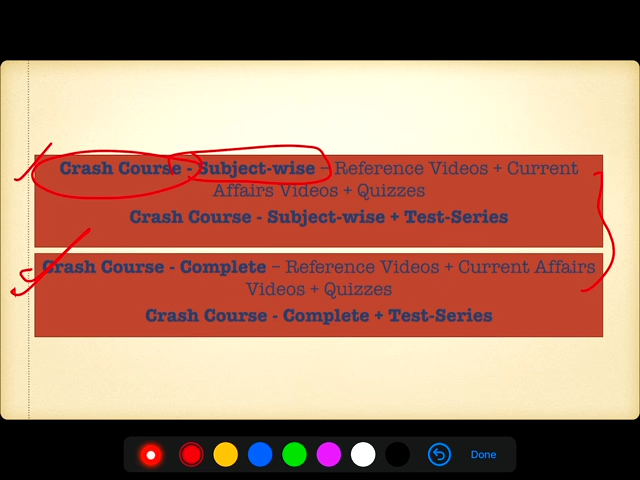 Crash Course - Subject-wise – Reference Videos + Current
Affairs Videos + Quizzes
Crash Course - Subject-wise + Test-Series
Crash Course - Complete – Reference Videos + Current Affairs
Videos + Quizzes
Crash Course - Complete + Test-Series
Done